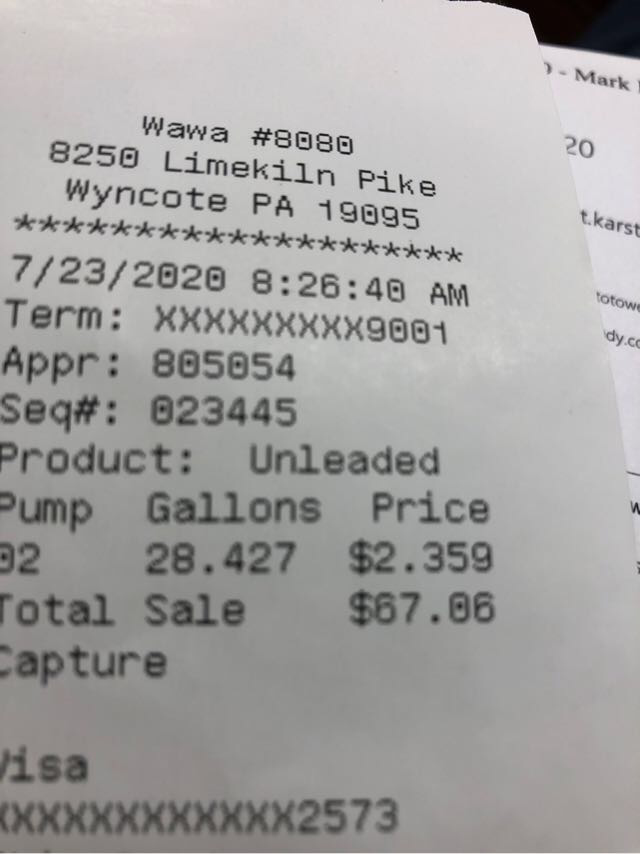 Wawa #8080
8250 Limekiln Pike
Wyncote PA 19095
*******************
7/23/2020 8:26:40 AM
Term: XXXXXXXXX9001
Appr: 805054
Seq#: 023445
Product: Unleaded
Pump Gallons Price
02 28.427 $2.359
Total Sale $67.06
Capture
Visa
XXXXXXXXXXXX2573
- Mark
20
t.karst
totowe
dy.co